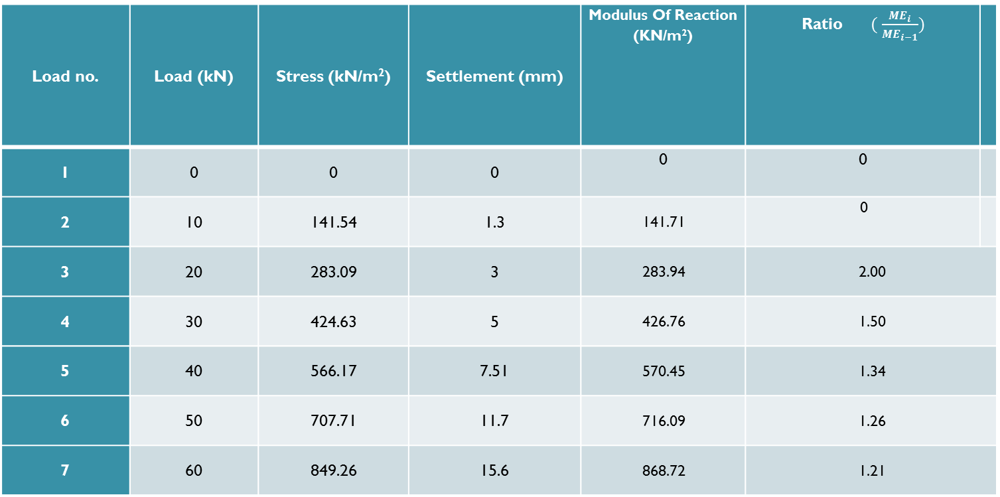 Load no. Load (kN) Stress (kN/m²) Settlement (mm) Modulus Of Reaction (KN/m²) Ratio (ME_i/ME_{i−1})
1 0 0 0 0 0
2 10 141.54 1.3 141.71 0
3 20 283.09 3 283.94 2.00
4 30 424.63 5 426.76 1.50
5 40 566.17 7.51 570.45 1.34
6 50 707.71 11.7 716.09 1.26
7 60 849.26 15.6 868.72 1.21